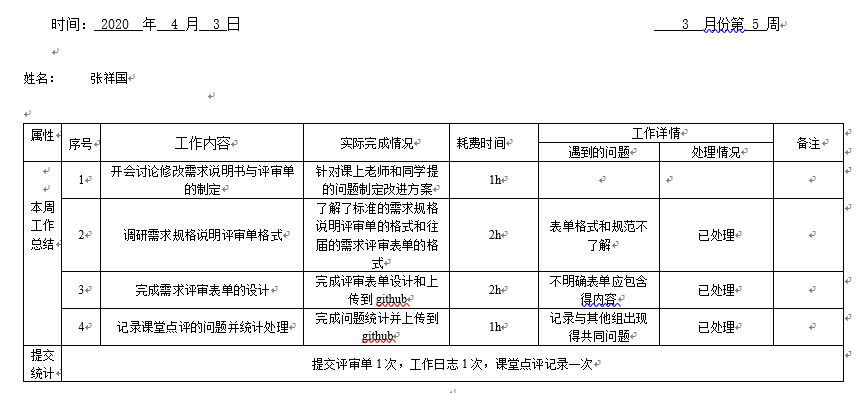 时间： 2020 年 4 月 3 日
3 月份第 5 周
姓名： 张祥国
属性 序号 工作内容 实际完成情况 耗费时间 工作详情 备注
遇到的问题 处理情况
本周
工作
总结
1 开会讨论修改需求说明书与评审单
的制定
针对课上老师和同学提
的问题制定改进方案
1h
2 调研需求规格说明评审单格式
了解了标准的需求规格
说明评审单的格式和往
届的需求评审表单的格
式
2h
表单格式和规范不
了解
已处理
3 完成需求评审表单的设计
完成评审表单设计和上
传到 github
2h
不明确表单应包含
得内容
已处理
4 记录课堂点评的问题并统计处理
完成问题统计并上传到
github
1h
记录与其他组出现
得共同问题
已处理
提交
统计
提交评审单 1 次，工作日志 1 次，课堂点评记录一次